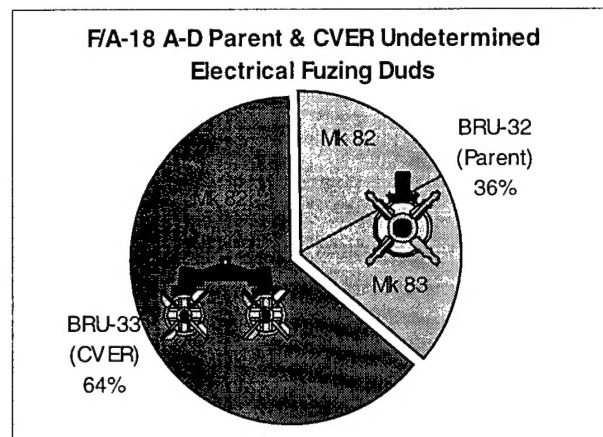 F/A-18 A-D Parent & CVER Undetermined
Electrical Fuzing Duds
Mk 82
BRU-32
(Parent)
36%
Mk 82
Mk 83
BRU-33
(CVER)
64%